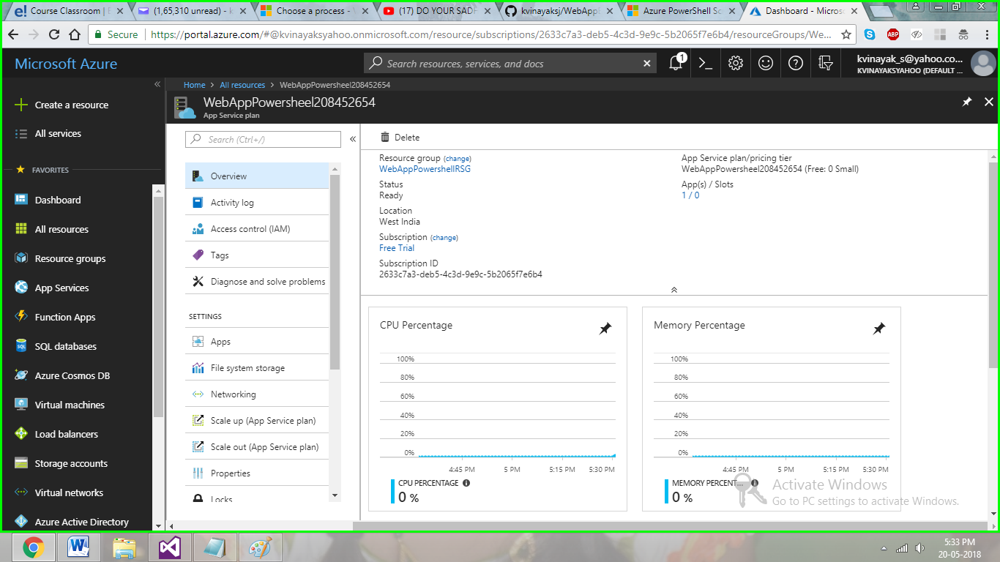 Course Classroom | E
(1,65,310 unread) - k
Choose a process -
(17) DO YOUR SADH
kvinayaksj/WebAppE
Azure PowerShell Sc
Dashboard - Microso
Secure https://portal.azure.com/#@kvinayaksyahoo.onmicrosoft.com/resource/subscriptions/2633c7a3-deb5-4c3d-9e9c-5b2065f7e6b4/resourceGroups/We...
ABP
Microsoft Azure
Search resources, services, and docs
1
kvinayak_s@yahoo.co...
KVINAYAKSYAHOO (DEFAULT ...
Home > All resources > WebAppPowersheel208452654
WebAppPowersheel208452654
App Service plan
Create a resource
All services
FAVORITES
Dashboard
All resources
Resource groups
App Services
Function Apps
SQL databases
Azure Cosmos DB
Virtual machines
Load balancers
Storage accounts
Virtual networks
Azure Active Directory
Search (Ctrl+/)
Overview
Activity log
Access control (IAM)
Tags
Diagnose and solve problems
SETTINGS
Apps
File system storage
Networking
Scale up (App Service plan)
Scale out (App Service plan)
Properties
Locks
Delete
Resource group (change)
WebAppPowershellRSG
Status
Ready
Location
West India
Subscription (change)
Free Trial
Subscription ID
2633c7a3-deb5-4c3d-9e9c-5b2065f7e6b4
App Service plan/pricing tier
WebAppPowersheel208452654 (Free: 0 Small)
App(s) / Slots
1 / 0
CPU Percentage
100%
80%
60%
40%
20%
0%
4:45 PM 5 PM 5:15 PM 5:30 PM
CPU PERCENTAGE
0 %
Memory Percentage
100%
80%
60%
40%
20%
0%
4:45 PM 5 PM 5:15 PM 5:30 PM
MEMORY PERCENT...
0 %
Activate Windows
Go to PC settings to activate Windows.
5:33 PM
20-05-2018